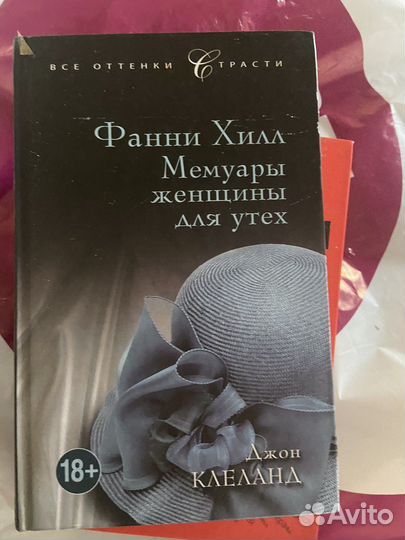 ВСЕ ОТТЕНКИ СТРАСТИ
Фанни Хилл
Мемуары
женщины
для утех
Джон
КЛЕЛАНД
18+
Avito